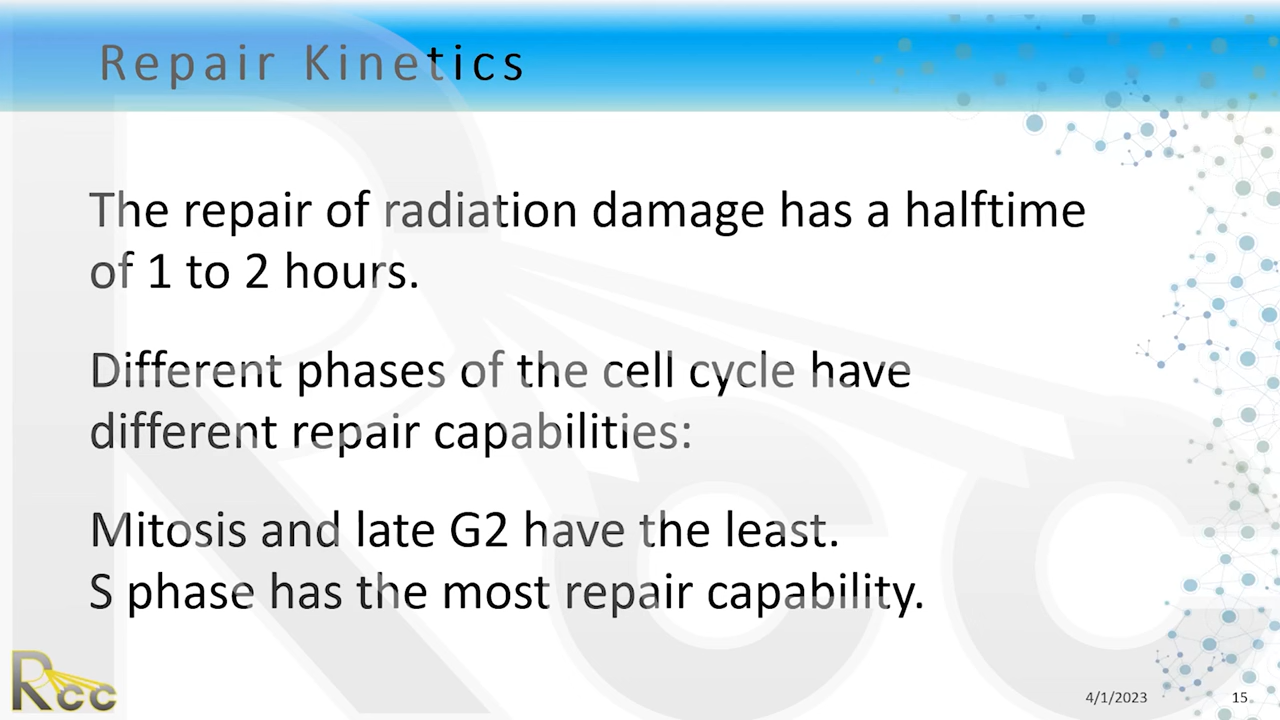 Repair Kinetics
The repair of radiation damage has a halftime
of 1 to 2 hours.
Different phases of the cell cycle have
different repair capabilities:
Mitosis and late G2 have the least.
S phase has the most repair capability.
Rcc
4/1/2023 15